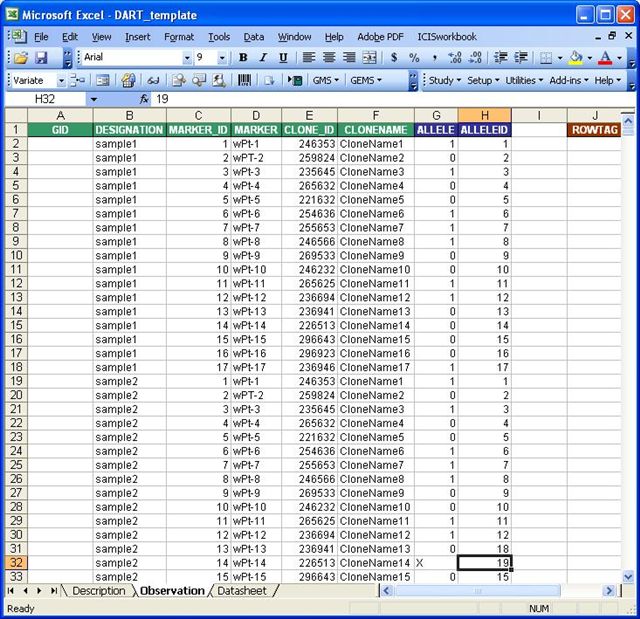 Microsoft Excel - DART_template
File Edit View Insert Format Tools Data Window Help Adobe PDF ICISworkbook
Arial 9 B I U $ %
Variate GMS GEMS Study Setup Utilities Add-ins Help
H32 fx 19
A B C D E F G H I J
1 GID DESIGNATION MARKER_ID MARKER CLONE_ID CLONENAME ALLELE ALLELEID ROWTAG
2 sample1 1 wPt-1 246353 CloneName1 1 1
3 sample1 2 wPT-2 259824 CloneName2 0 2
4 sample1 3 wPt-3 235645 CloneName3 1 3
5 sample1 4 wPt-4 265632 CloneName4 0 4
6 sample1 5 wPt-5 221632 CloneName5 0 5
7 sample1 6 wPt-6 254636 CloneName6 1 6
8 sample1 7 wPt-7 255653 CloneName7 1 7
9 sample1 8 wPt-8 246566 CloneName8 1 8
10 sample1 9 wPt-9 269533 CloneName9 0 9
11 sample1 10 wPt-10 246232 CloneName10 0 10
12 sample1 11 wPt-11 265625 CloneName11 1 11
13 sample1 12 wPt-12 236694 CloneName12 1 12
14 sample1 13 wPt-13 236941 CloneName13 0 13
15 sample1 14 wPt-14 226513 CloneName14 0 14
16 sample1 15 wPt-15 296643 CloneName15 0 15
17 sample1 16 wPt-16 296923 CloneName16 0 16
18 sample1 17 wPt-17 236946 CloneName17 1 17
19 sample2 1 wPt-1 246353 CloneName1 1 1
20 sample2 2 wPT-2 259824 CloneName2 0 2
21 sample2 3 wPt-3 235645 CloneName3 1 3
22 sample2 4 wPt-4 265632 CloneName4 0 4
23 sample2 5 wPt-5 221632 CloneName5 0 5
24 sample2 6 wPt-6 254636 CloneName6 1 6
25 sample2 7 wPt-7 255653 CloneName7 1 7
26 sample2 8 wPt-8 246566 CloneName8 1 8
27 sample2 9 wPt-9 269533 CloneName9 0 9
28 sample2 10 wPt-10 246232 CloneName10 0 10
29 sample2 11 wPt-11 265625 CloneName11 1 11
30 sample2 12 wPt-12 236694 CloneName12 1 12
31 sample2 13 wPt-13 236941 CloneName13 0 18
32 sample2 14 wPt-14 226513 CloneName14 X 19
33 sample2 15 wPt-15 296643 CloneName15 0 15
Description Observation Datasheet
Ready NUM